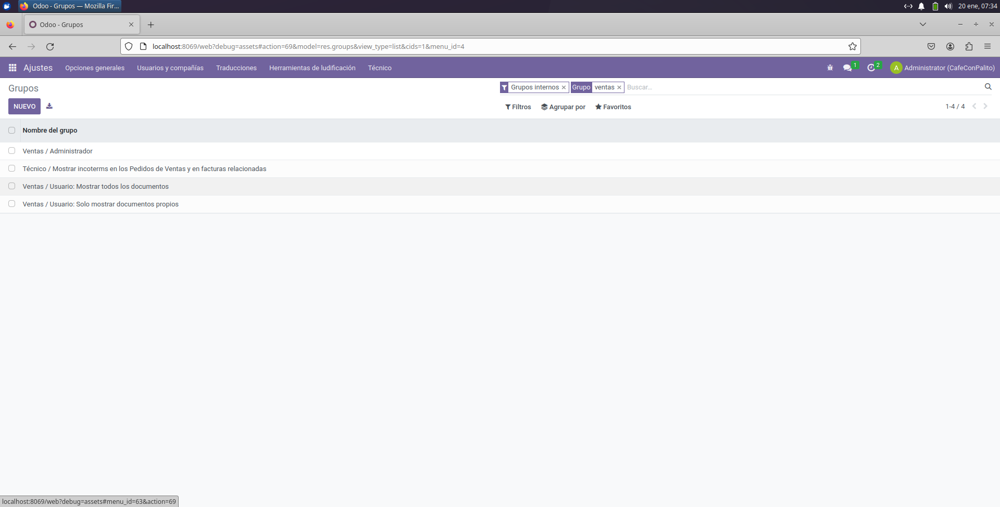 Odoo - Grupos — Mozilla Fir...
20 ene, 07:34
Odoo - Grupos
localhost:8069/web?debug=assets#action=69&model=res.groups&view_type=list&cids=1&menu_id=4
Ajustes Opciones generales Usuarios y compañías Traducciones Herramientas de ludificación Técnico 1 2 A Administrator (CafeConPalito)
Grupos
Grupos internos Grupo ventas Buscar...
NUEVO
Filtros Agrupar por Favoritos 1-4 / 4
Nombre del grupo
Ventas / Administrador
Técnico / Mostrar incoterms en los Pedidos de Ventas y en facturas relacionadas
Ventas / Usuario: Mostrar todos los documentos
Ventas / Usuario: Solo mostrar documentos propios
localhost:8069/web?debug=assets#menu_id=63&action=69